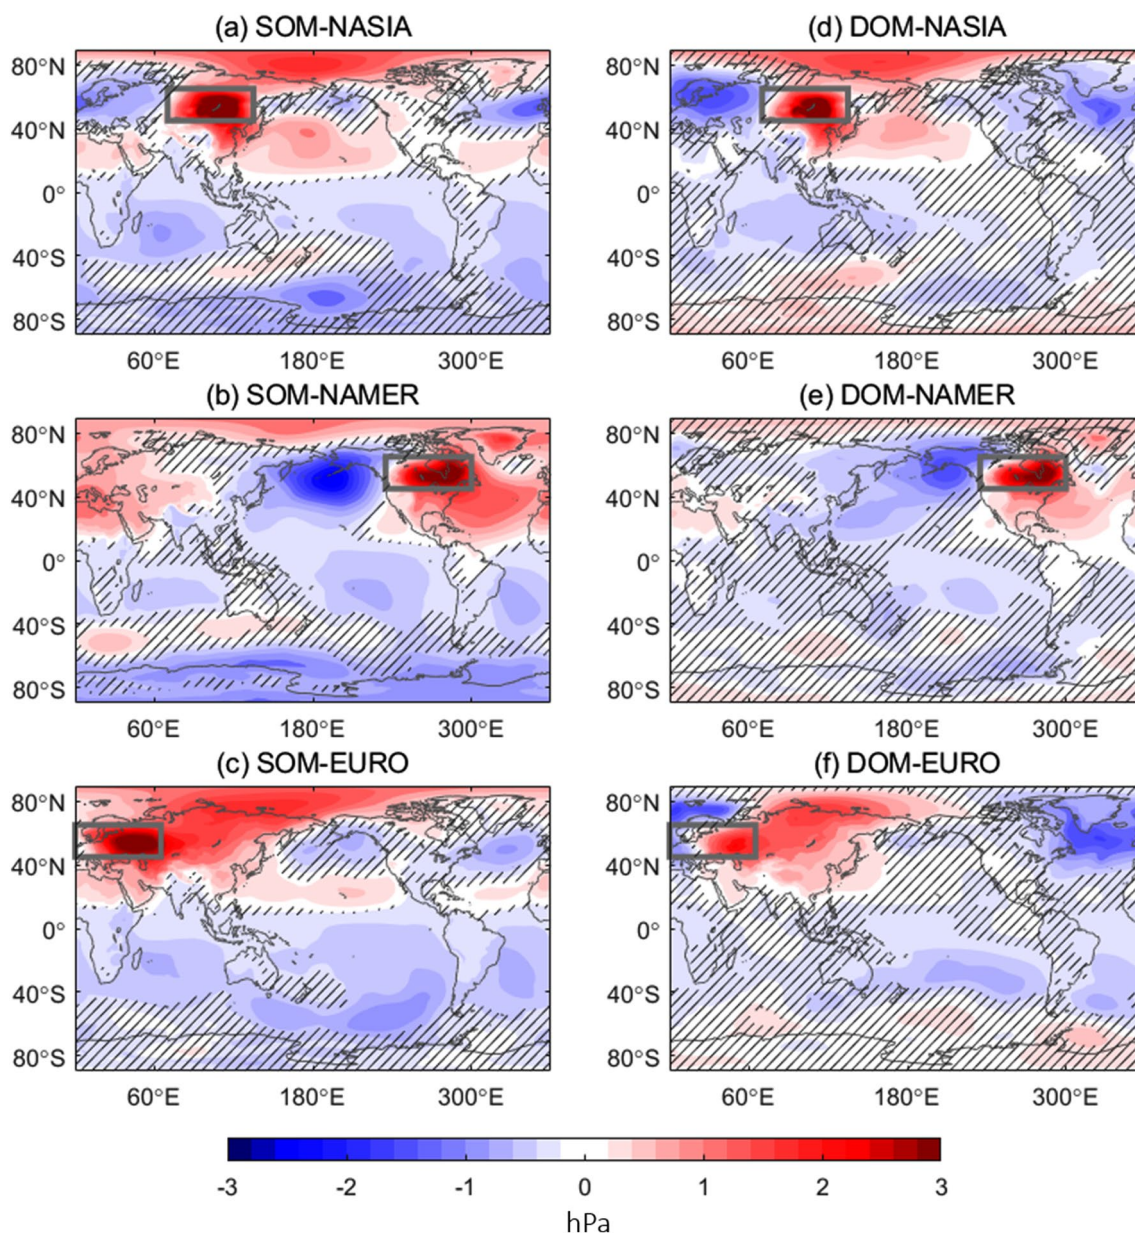 (a) SOM-NASIA
(d) DOM-NASIA
80°N
40°N
0°
40°S
80°S
60°E
180°E
300°E
80°N
40°N
0°
40°S
80°S
60°E
180°E
300°E
(b) SOM-NAMER
(e) DOM-NAMER
80°N
40°N
0°
40°S
80°S
60°E
180°E
300°E
80°N
40°N
0°
40°S
80°S
60°E
180°E
300°E
(c) SOM-EURO
(f) DOM-EURO
80°N
40°N
0°
40°S
80°S
60°E
180°E
300°E
80°N
40°N
0°
40°S
80°S
60°E
180°E
300°E
-3 -2 -1 0 1 2 3
hPa